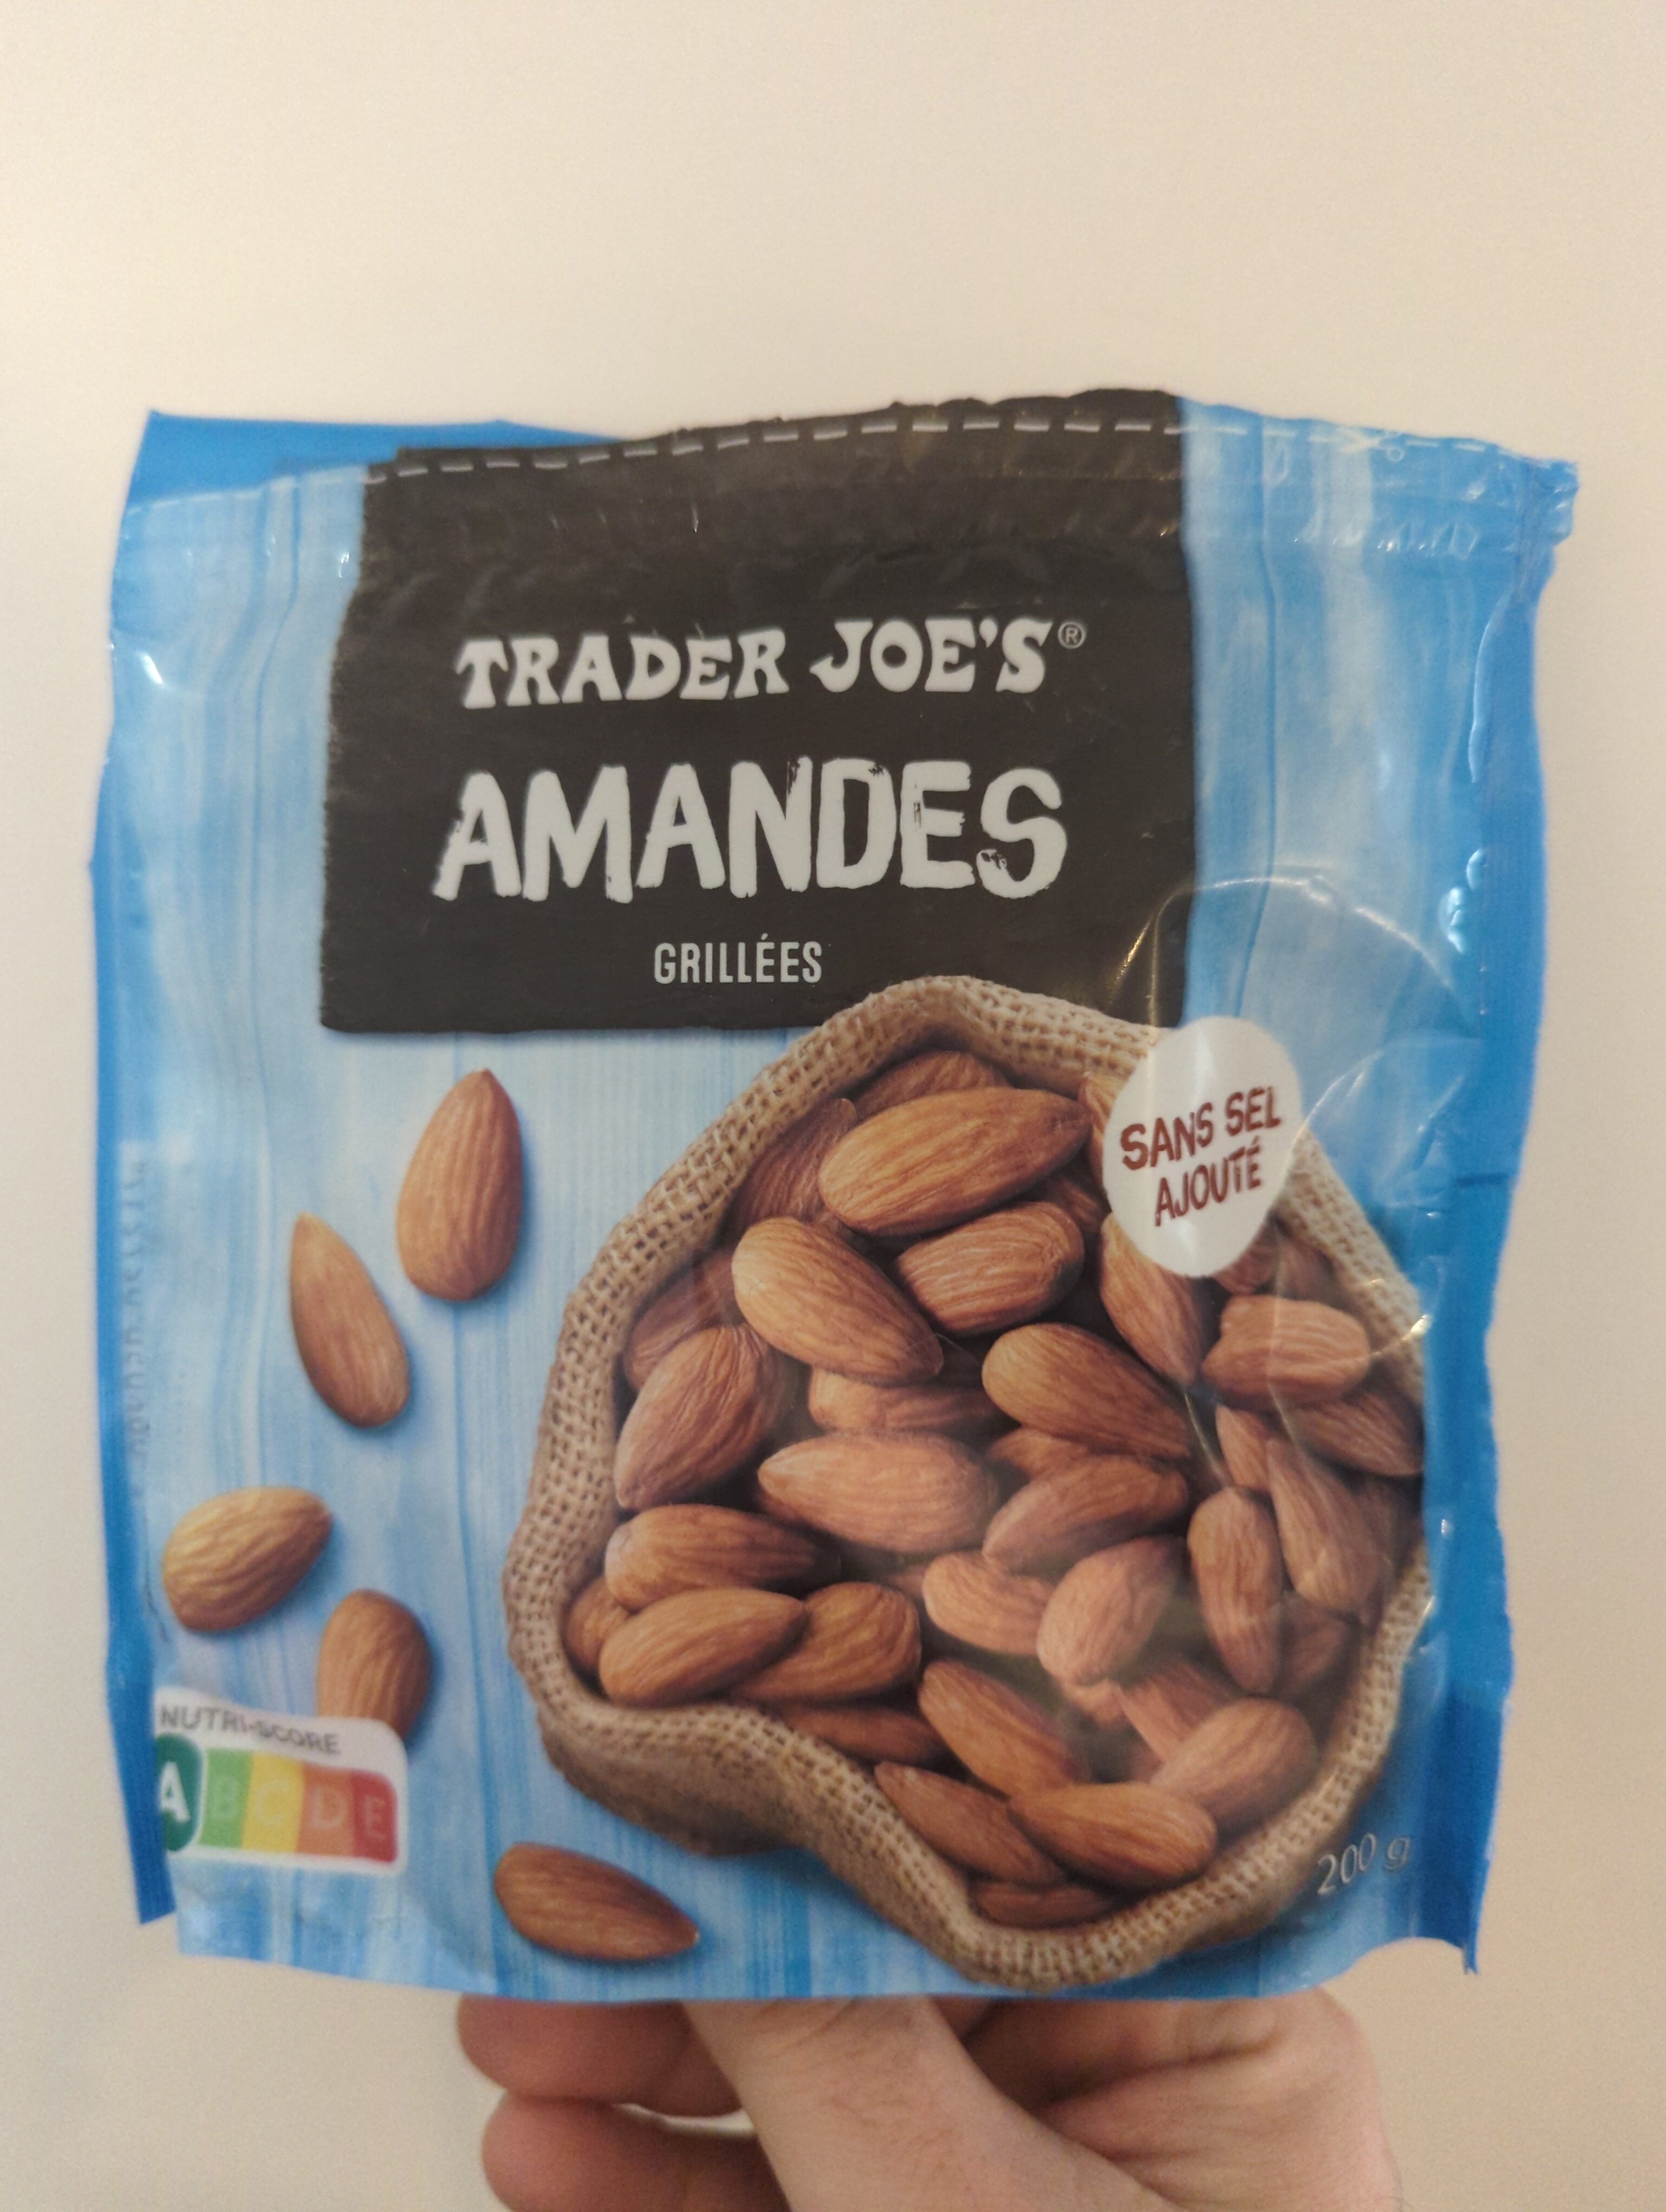 TRADER JOE'S®
AMANDES
GRILLÉES
SANS SEL
AJOUTÉ
NUTRI-SCORE
A B C D E
200 g